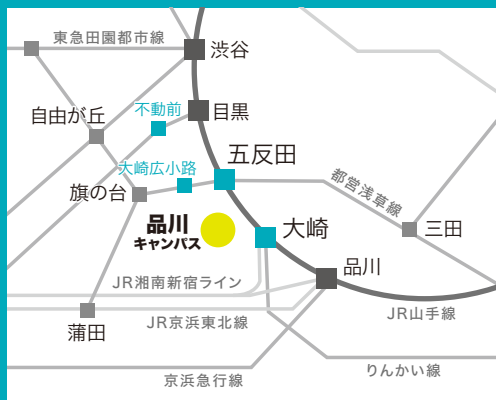 東急田園都市線
渋谷
自由が丘
不動前
目黒
大崎広小路
五反田
旗の台
都営浅草線
品川
キャンパス
大崎
三田
品川
JR湘南新宿ライン
JR京浜東北線
JR山手線
蒲田
りんかい線
京浜急行線